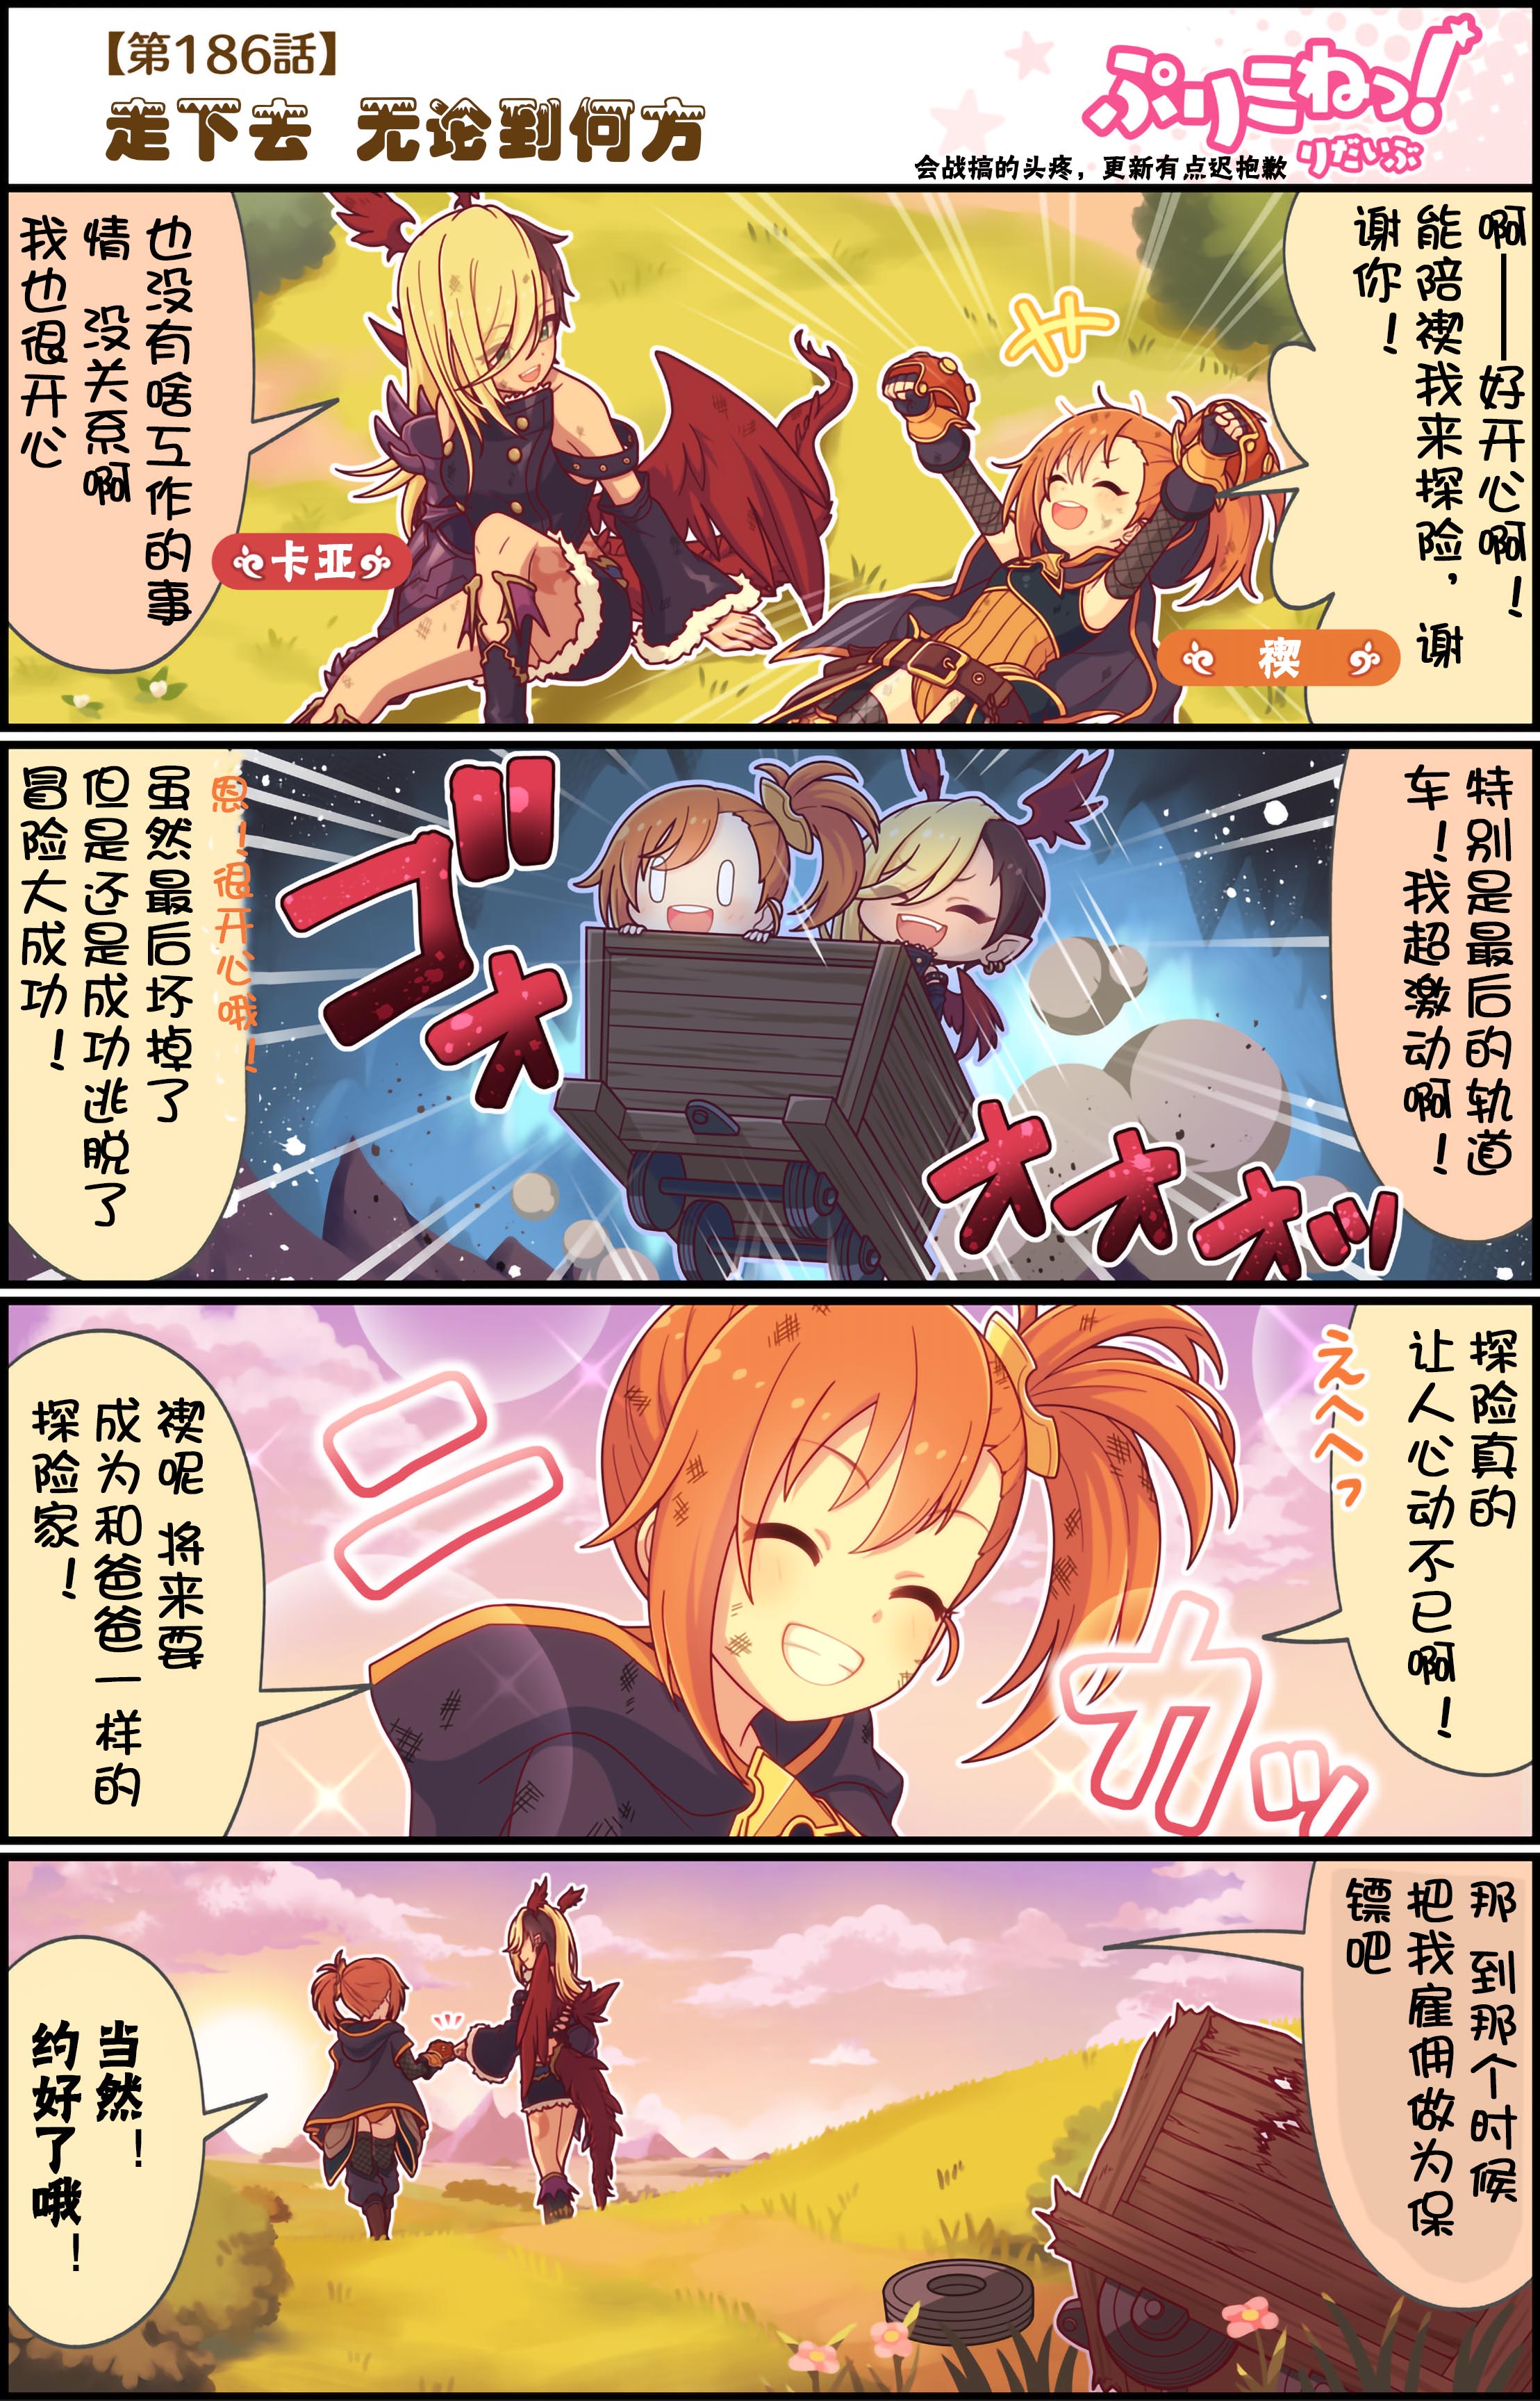 【第186話】
走下去 无论到何方
ぷりこねっ!
りだいぶ
会战搞的头疼，更新有点迟抱歉
啊——好开心啊！
能陪禊我来探险，谢
谢你！
禊
也没有啥工作的事
情 没关系啊
我也很开心
卡亚
特别是最后的轨道
车！我超激动啊！
ゴオ
オオオッ
恩！很开心哦！
虽然最后坏掉了
但是还是成功逃脱了
冒险大成功！
探险真的
让人心动不已啊！
えへへっ
ニ
カッ
禊呢 将来要
成为和爸爸一样的
探险家！
那 到那个时候
把我雇佣做为保
镖吧
当然！
约好了哦！